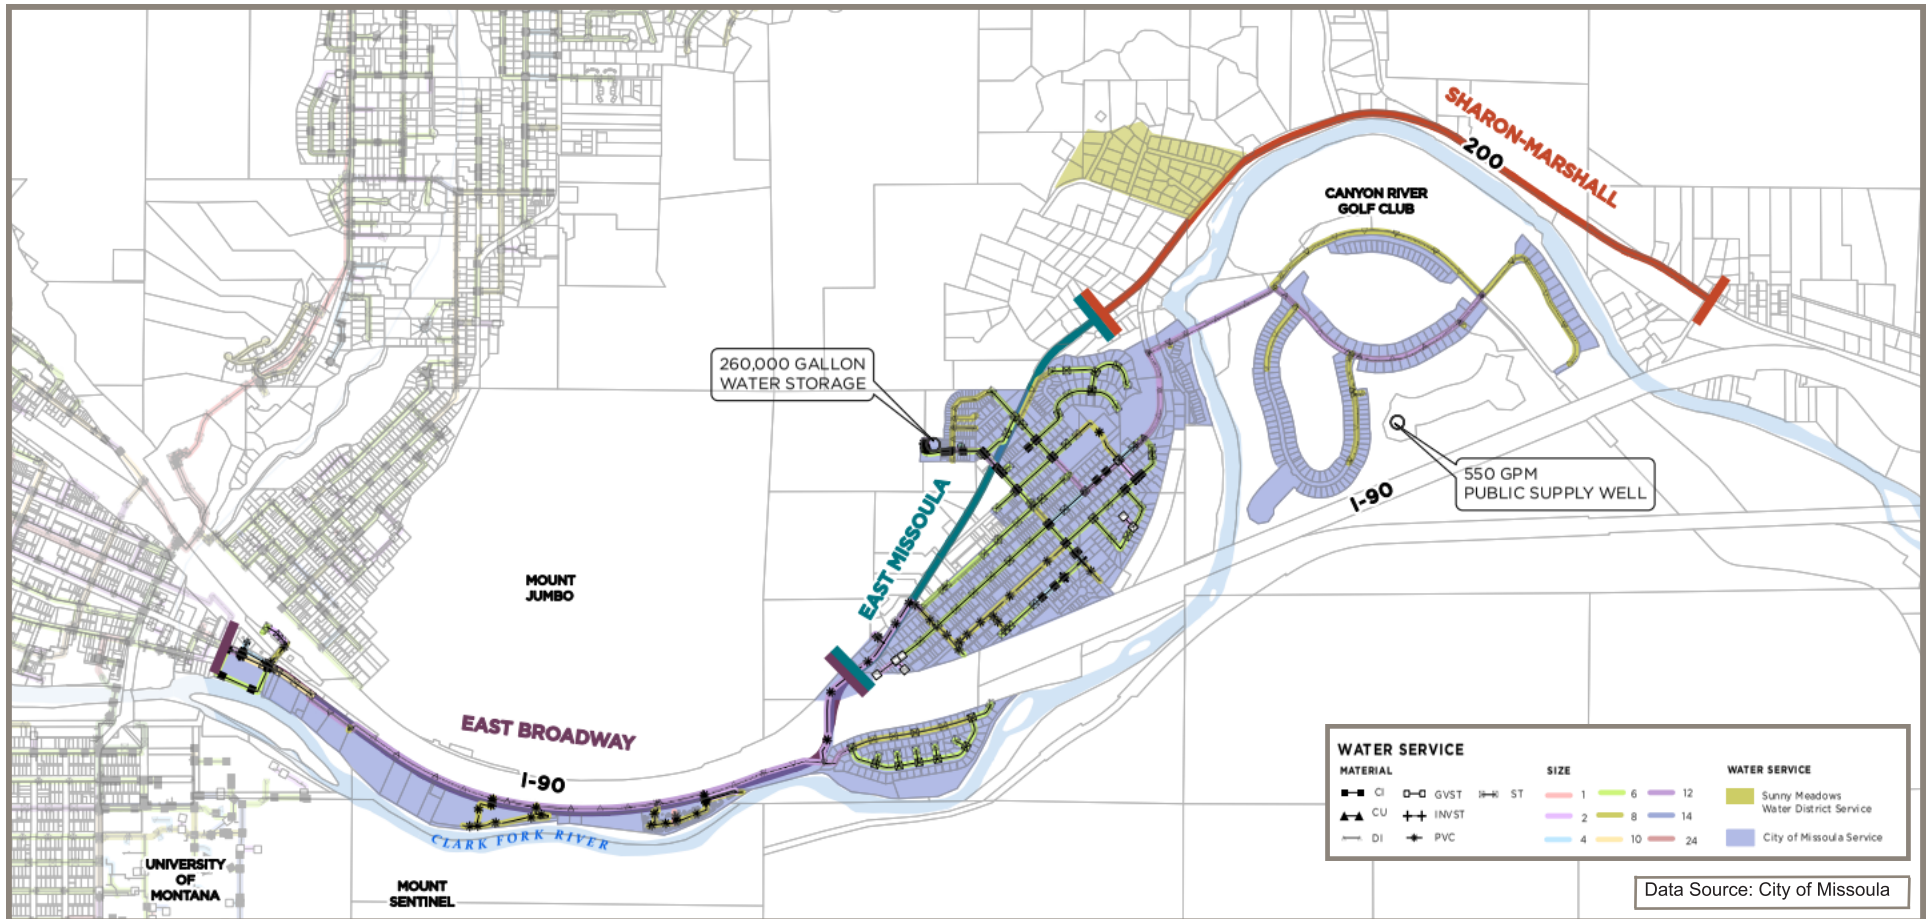 SHARON-MARSHALL
200
CANYON RIVER
GOLF CLUB
260,000 GALLON
WATER STORAGE
550 GPM
PUBLIC SUPPLY WELL
I-90
EAST MISSOULA
MOUNT
JUMBO
EAST BROADWAY
I-90
CLARK FORK RIVER
UNIVERSITY
OF
MONTANA
MOUNT
SENTINEL
WATER SERVICE
MATERIAL
CI
GVST
ST
CU
INVST
DI
PVC
SIZE
1
6
12
2
8
14
4
10
24
WATER SERVICE
Sunny Meadows
Water District Service
City of Missoula Service
Data Source: City of Missoula